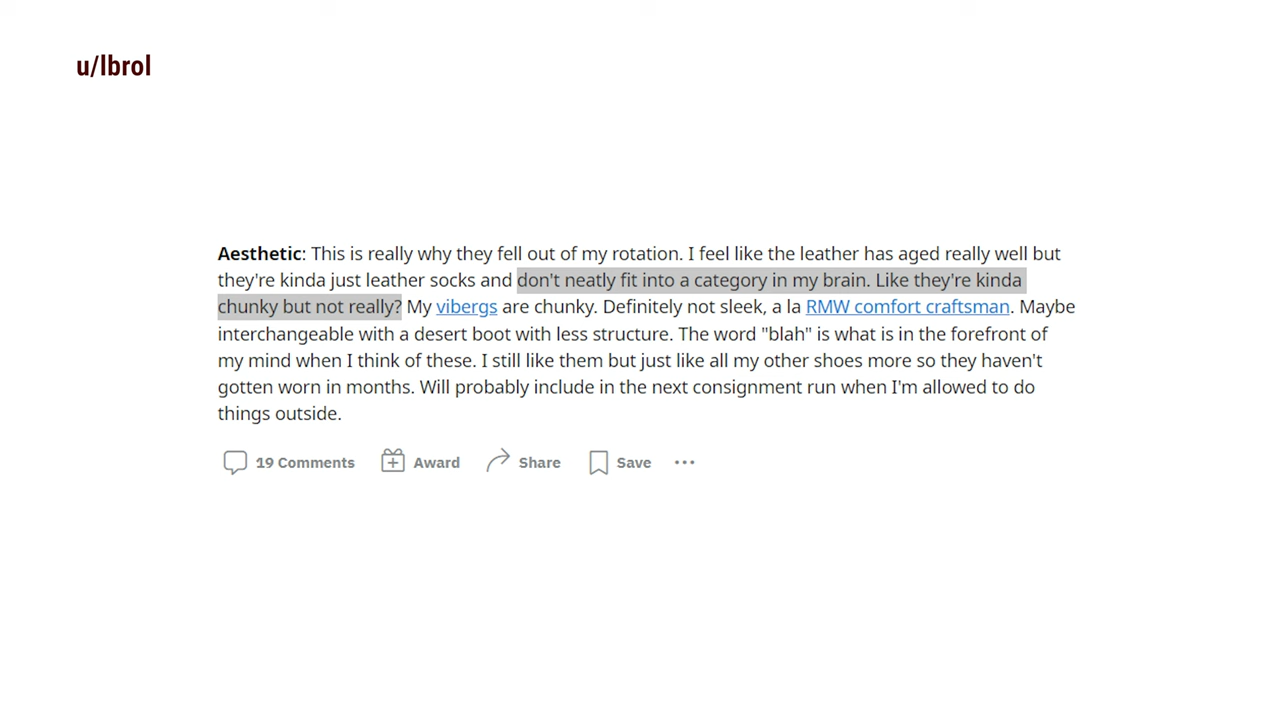 u/lbrol
Aesthetic: This is really why they fell out of my rotation. I feel like the leather has aged really well but
they're kinda just leather socks and don't neatly fit into a category in my brain. Like they're kinda
chunky but not really? My vibergs are chunky. Definitely not sleek, a la RMW comfort craftsman. Maybe
interchangeable with a desert boot with less structure. The word "blah" is what is in the forefront of
my mind when I think of these. I still like them but just like all my other shoes more so they haven't
gotten worn in months. Will probably include in the next consignment run when I'm allowed to do
things outside.
19 Comments Award Share Save